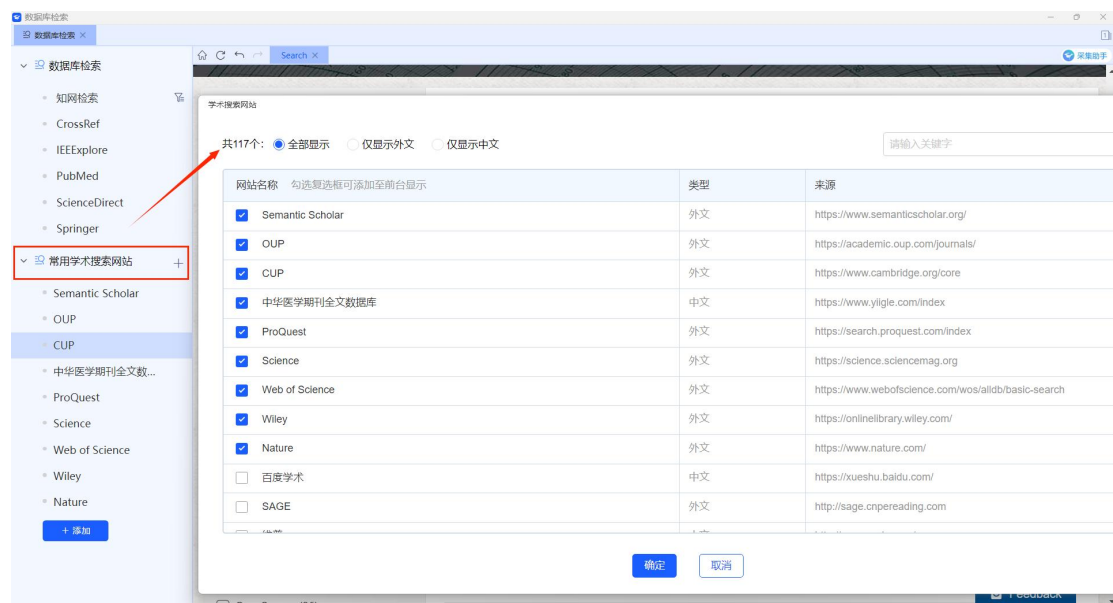 数据库检索
数据库检索
数据库检索
知网检索
CrossRef
IEEExplore
PubMed
ScienceDirect
Springer
常用学术搜索网站
Semantic Scholar
OUP
CUP
中华医学期刊全文数...
ProQuest
Science
Web of Science
Wiley
Nature
+ 添加
Search
采集助手
学术搜索网站
共117个: 全部显示 仅显示外文 仅显示中文 请输入关键字
网站名称 勾选复选框可添加至前台显示 类型 来源
Semantic Scholar 外文 https://www.semanticscholar.org/
OUP 外文 https://academic.oup.com/journals/
CUP 外文 https://www.cambridge.org/core
中华医学期刊全文数据库 中文 https://www.yiigle.com/index
ProQuest 外文 https://search.proquest.com/index
Science 外文 https://science.sciencemag.org
Web of Science 外文 https://www.webofscience.com/wos/alldb/basic-search
Wiley 外文 https://onlinelibrary.wiley.com/
Nature 外文 https://www.nature.com/
百度学术 中文 https://xueshu.baidu.com/
SAGE 外文 http://sage.cnpereading.com
确定 取消
Feedback